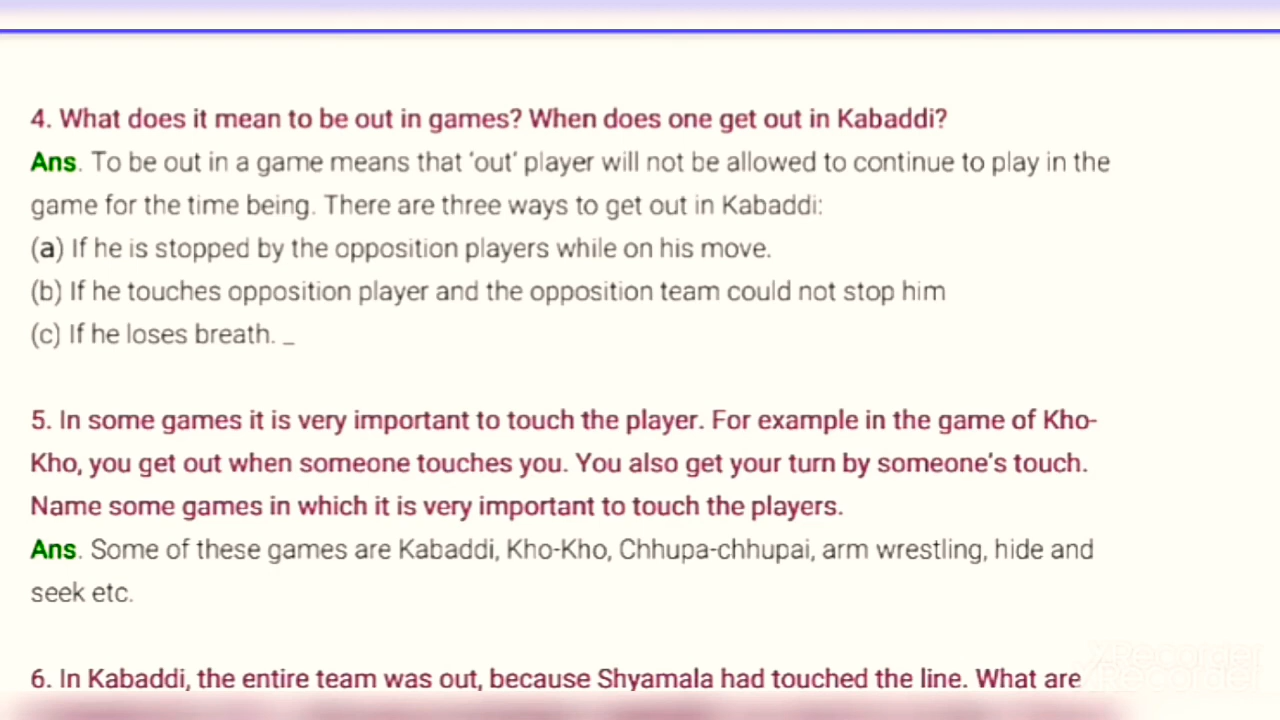 4. What does it mean to be out in games? When does one get out in Kabaddi?
Ans. To be out in a game means that ‘out’ player will not be allowed to continue to play in the
game for the time being. There are three ways to get out in Kabaddi:
(a) If he is stopped by the opposition players while on his move.
(b) If he touches opposition player and the opposition team could not stop him
(c) If he loses breath. _
5. In some games it is very important to touch the player. For example in the game of Kho-
Kho, you get out when someone touches you. You also get your turn by someone's touch.
Name some games in which it is very important to touch the players.
Ans. Some of these games are Kabaddi, Kho-Kho, Chhupa-chhupai, arm wrestling, hide and
seek etc.
6. In Kabaddi, the entire team was out, because Shyamala had touched the line. What are
XRecorder